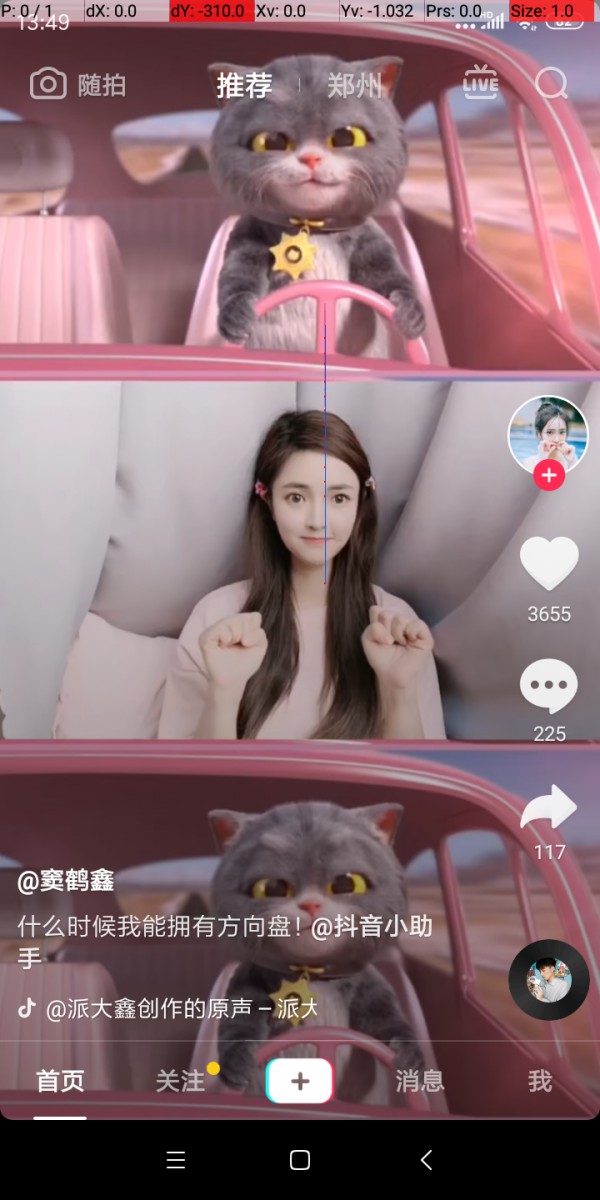 P: 0 / 1 dX: 0.0 dY: -310.0 Xv: 0.0 Yv: -1.032 Prs: 0.0 Size: 1.0
13:49 HD 62
随拍 推荐 郑州 LIVE
3655
225
117
@窦鹤鑫
什么时候我能拥有方向盘！@抖音小助
手
@派大鑫创作的原声 – 派大
首页 关注 + 消息 我